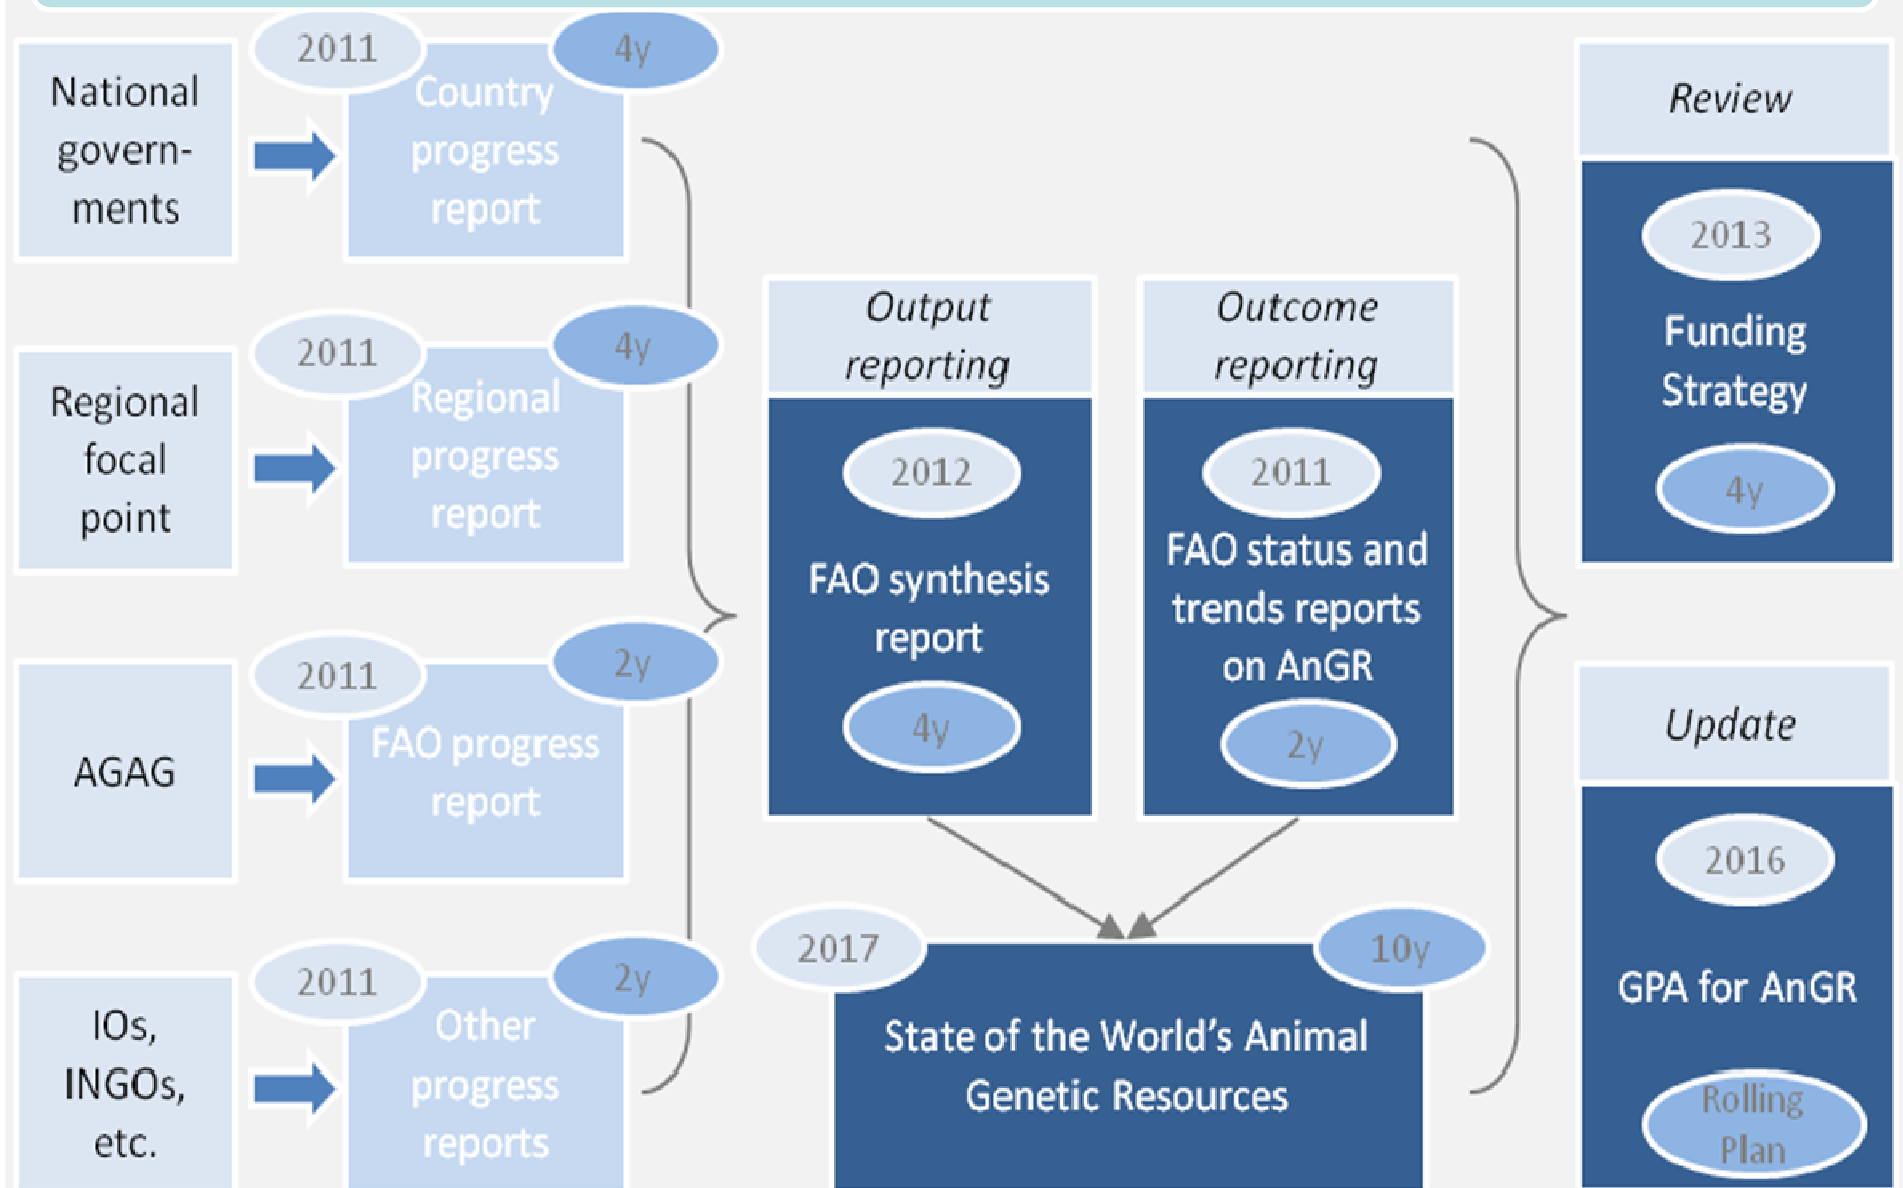 2011
4y
National
govern-
ments
Country
progress
report
2011
4y
Regional
focal
point
Regional
progress
report
2011
2y
AGAG
FAO progress
report
2011
2y
IOs,
INGOs,
etc.
Other
progress
reports
Output
reporting
2012
FAO synthesis
report
4y
Outcome
reporting
2011
FAO status and
trends reports
on AnGR
2y
2017
10y
State of the World’s Animal
Genetic Resources
Review
2013
Funding
Strategy
4y
Update
2016
GPA for AnGR
Rolling
Plan